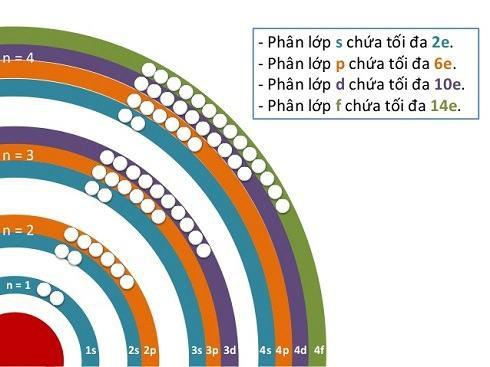 - Phân lớp s chứa tối đa 2e.
- Phân lớp p chứa tối đa 6e.
- Phân lớp d chứa tối đa 10e.
- Phân lớp f chứa tối đa 14e.
n = 4
n = 3
n = 2
n = 1
1s 2s 2p 3s 3p 3d 4s 4p 4d 4f